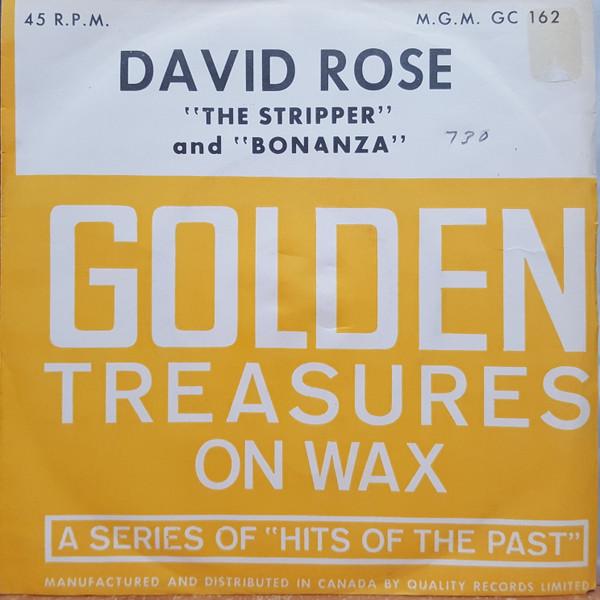 45 R.P.M. M.G.M. GC 162
DAVID ROSE
"THE STRIPPER"
and "BONANZA"
730
GOLDEN
TREASURES
ON WAX
A SERIES OF "HITS OF THE PAST"
MANUFACTURED AND DISTRIBUTED IN CANADA BY QUALITY RECORDS LIMITED